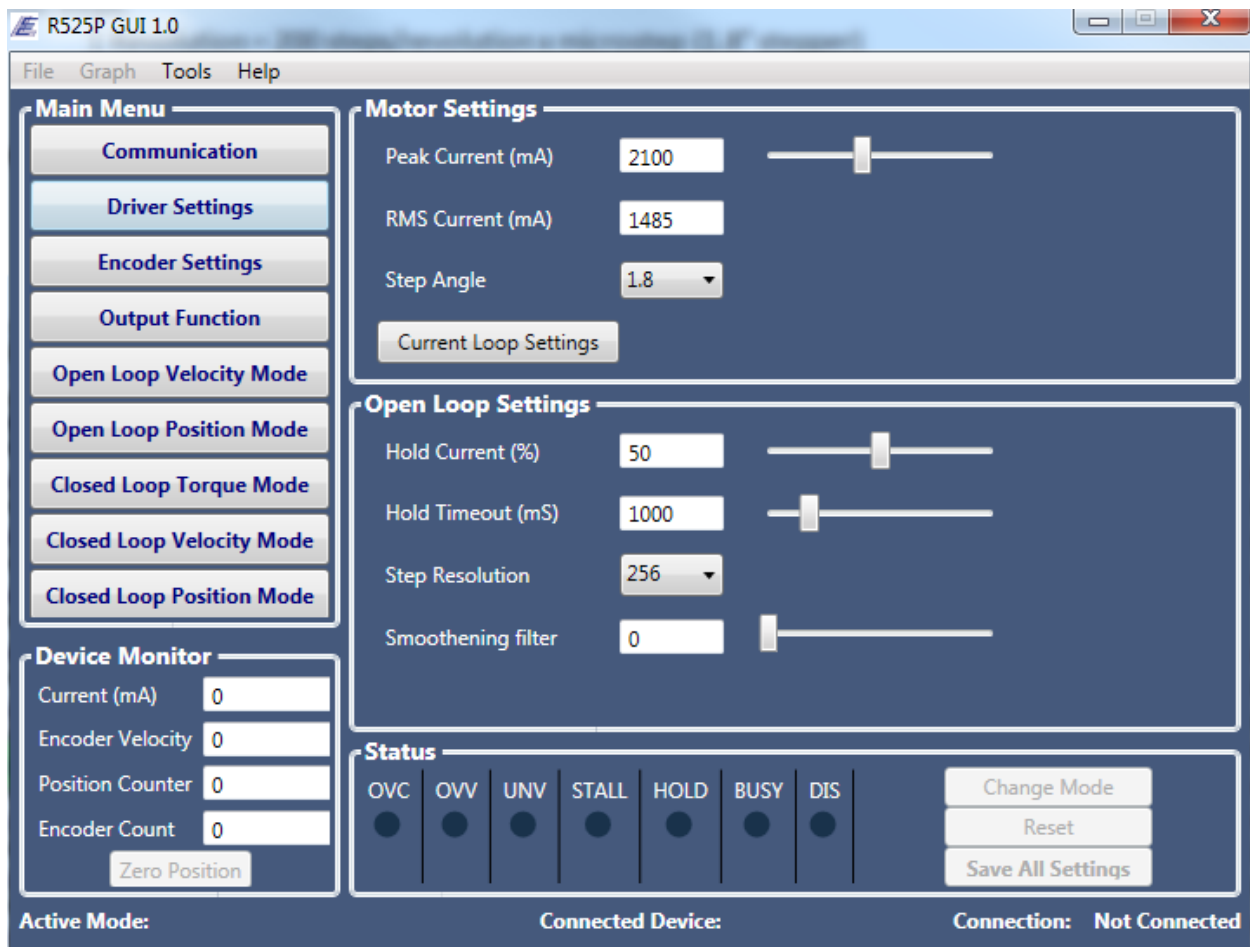 R525P GUI 1.0
File Graph Tools Help
Main Menu
Communication
Driver Settings
Encoder Settings
Output Function
Open Loop Velocity Mode
Open Loop Position Mode
Closed Loop Torque Mode
Closed Loop Velocity Mode
Closed Loop Position Mode
Device Monitor
Current (mA) 0
Encoder Velocity 0
Position Counter 0
Encoder Count 0
Zero Position
Motor Settings
Peak Current (mA) 2100
RMS Current (mA) 1485
Step Angle 1.8
Current Loop Settings
Open Loop Settings
Hold Current (%) 50
Hold Timeout (mS) 1000
Step Resolution 256
Smoothening filter 0
Status
OVC OVV UNV STALL HOLD BUSY DIS
Change Mode
Reset
Save All Settings
Active Mode: Connected Device: Connection: Not Connected